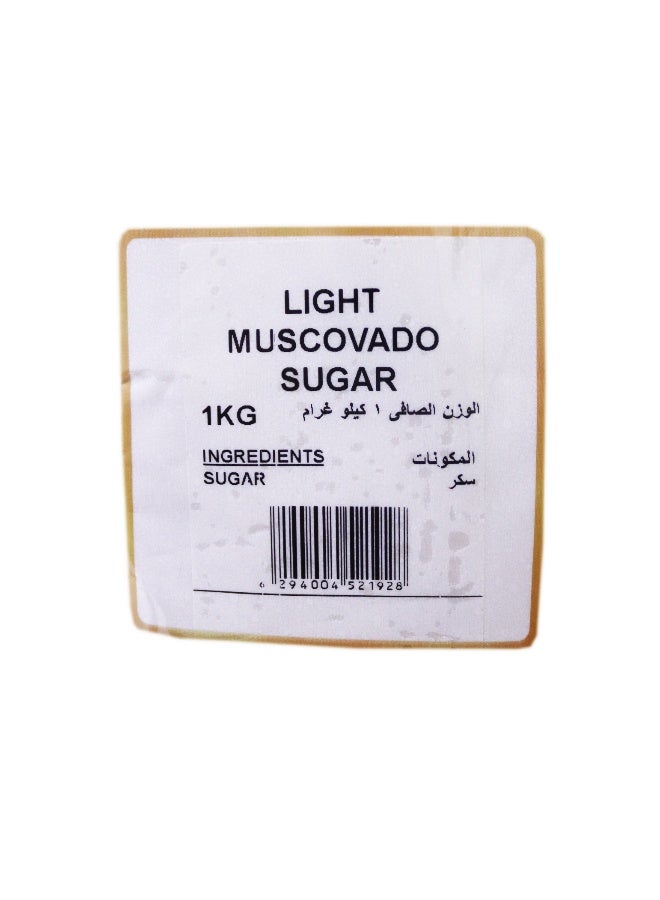 LIGHT
MUSCOVADO
SUGAR
1KG الوزن الصافى ١ كيلو غرام
INGREDIENTS المكونات
SUGAR سكر
6 294004 521928